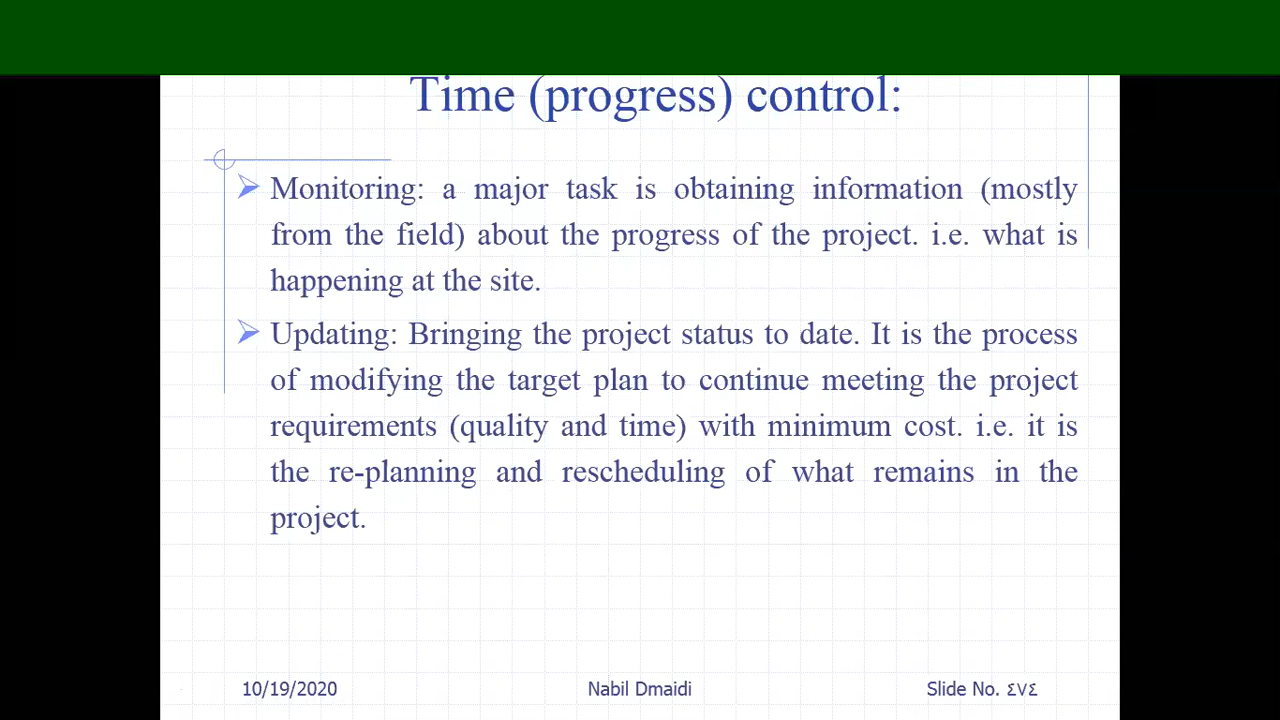 Time (progress) control:
Monitoring: a major task is obtaining information (mostly
from the field) about the progress of the project. i.e. what is
happening at the site.
Updating: Bringing the project status to date. It is the process
of modifying the target plan to continue meeting the project
requirements (quality and time) with minimum cost. i.e. it is
the re-planning and rescheduling of what remains in the
project.
10/19/2020 Nabil Dmaidi Slide No. ٤٧٤